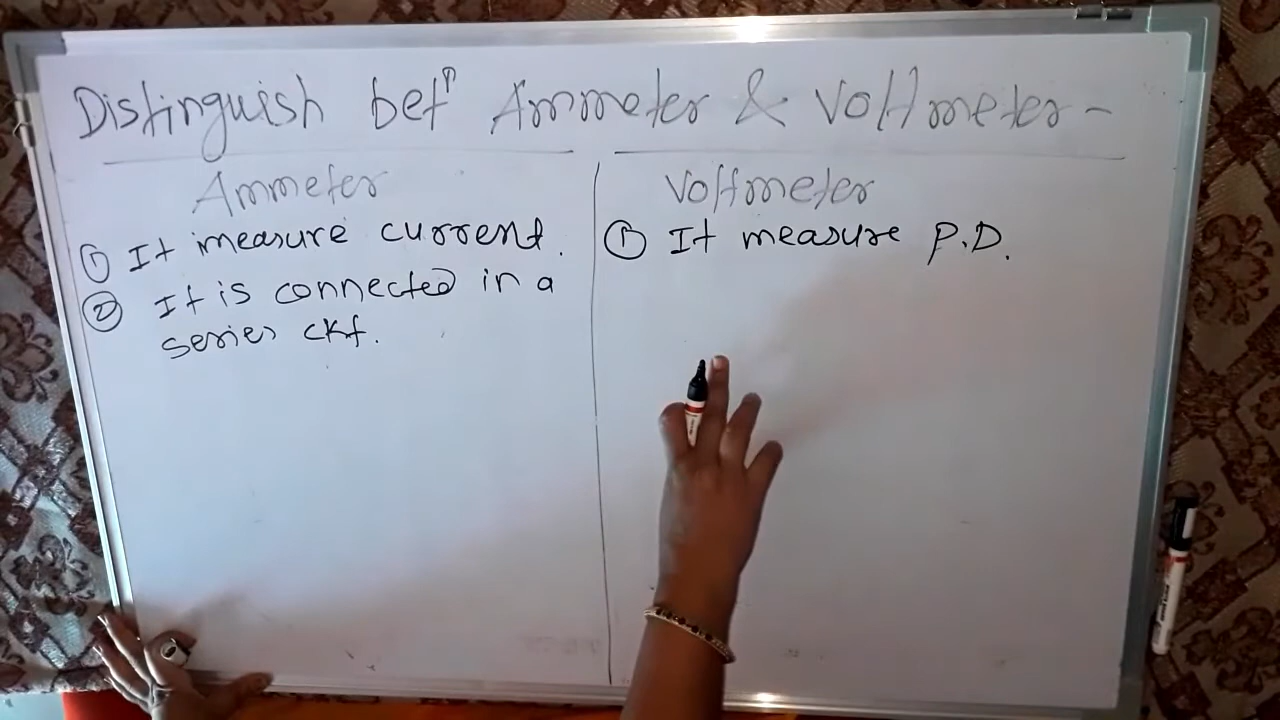 Distinguish betⁿ Ammeter & Voltmeter -
Ammeter
① It measure current.
② It is connected in a
series ckt.
Voltmeter
① It measure P.D.